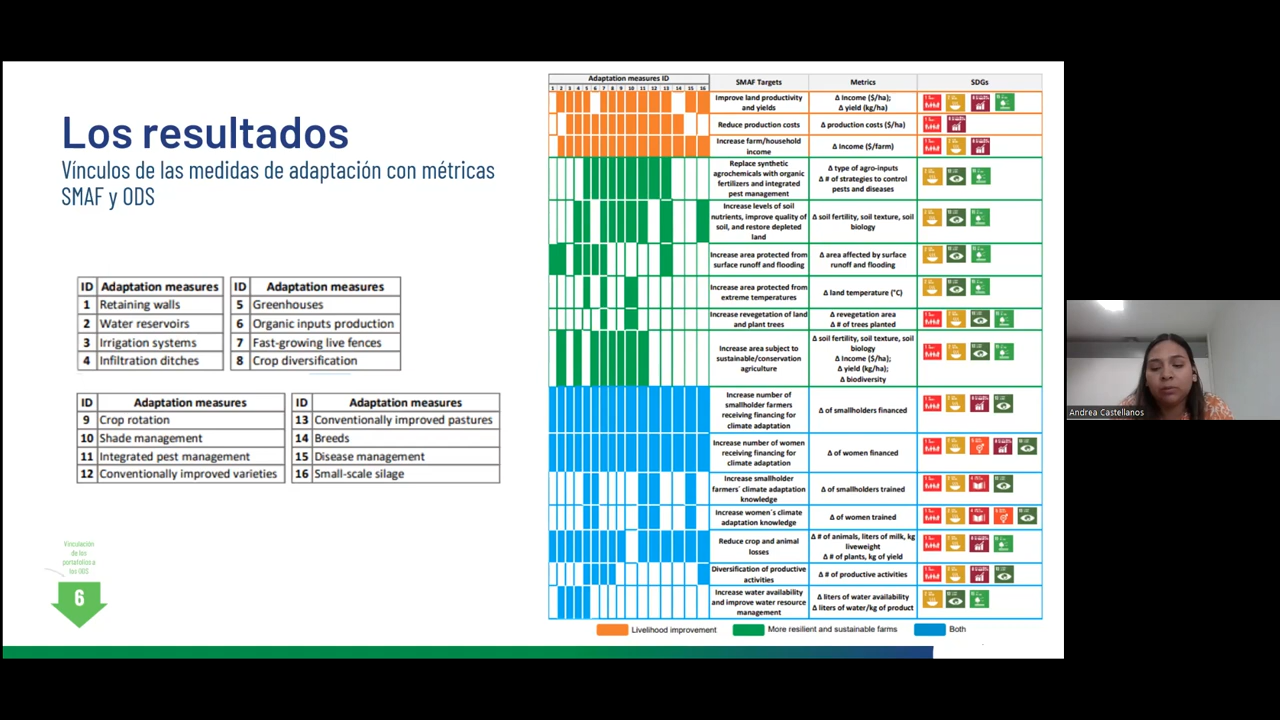 Los resultados
Vínculos de las medidas de adaptación con métricas
SMAF y ODS
ID Adaptation measures
1 Retaining walls
2 Water reservoirs
3 Irrigation systems
4 Infiltration ditches
ID Adaptation measures
5 Greenhouses
6 Organic inputs production
7 Fast-growing live fences
8 Crop diversification
ID Adaptation measures
9 Crop rotation
10 Shade management
11 Integrated pest management
12 Conventionally improved varieties
ID Adaptation measures
13 Conventionally improved pastures
14 Breeds
15 Disease management
16 Small-scale silage
Vinculación
de los
portafolios a
los ODS
6
Adaptation measures ID
SMAF Targets
Metrics
SDGs
1 2 3 4 5 6 7 8 9 10 11 12 13 14 15 16
Improve land productivity
and yields
Δ Income ($/ha);
Δ yield (kg/ha)
Reduce production costs
Δ production costs ($/ha)
Increase farm/household
income
Δ Income ($/farm)
Replace synthetic
agrochemicals with organic
fertilizers and integrated
pest management
Δ type of agro-inputs
Δ # of strategies to control
pests and diseases
Increase levels of soil
nutrients, improve quality of
soil, and restore depleted
land
Δ soil fertility, soil texture, soil
biology
Increase area protected from
surface runoff and flooding
Δ area affected by surface
runoff and flooding
Increase area protected from
extreme temperatures
Δ land temperature (°C)
Increase revegetation of land
and plant trees
Δ revegetation area
Δ # of trees planted
Increase area subject to
sustainable/conservation
agriculture
Δ soil fertility, soil texture, soil
biology
Δ Income ($/ha);
Δ yield (kg/ha);
Δ biodiversity
Increase number of
smallholder farmers
receiving financing for
climate adaptation
Δ of smallholders financed
Increase number of women
receiving financing for
climate adaptation
Δ of women financed
Increase smallholder
farmers´ climate adaptation
knowledge
Δ of smallholders trained
Increase women´s climate
adaptation knowledge
Δ of women trained
Reduce crop and animal
losses
Δ # of animals, liters of milk, kg
liveweight
Δ # of plants, kg of yield
Diversification of productive
activities
Δ # of productive activities
Increase water availability
and improve water resource
management
Δ liters of water availability
Δ liters of water/kg of product
Livelihood improvement
More resilient and sustainable farms
Both
Andrea Castellanos